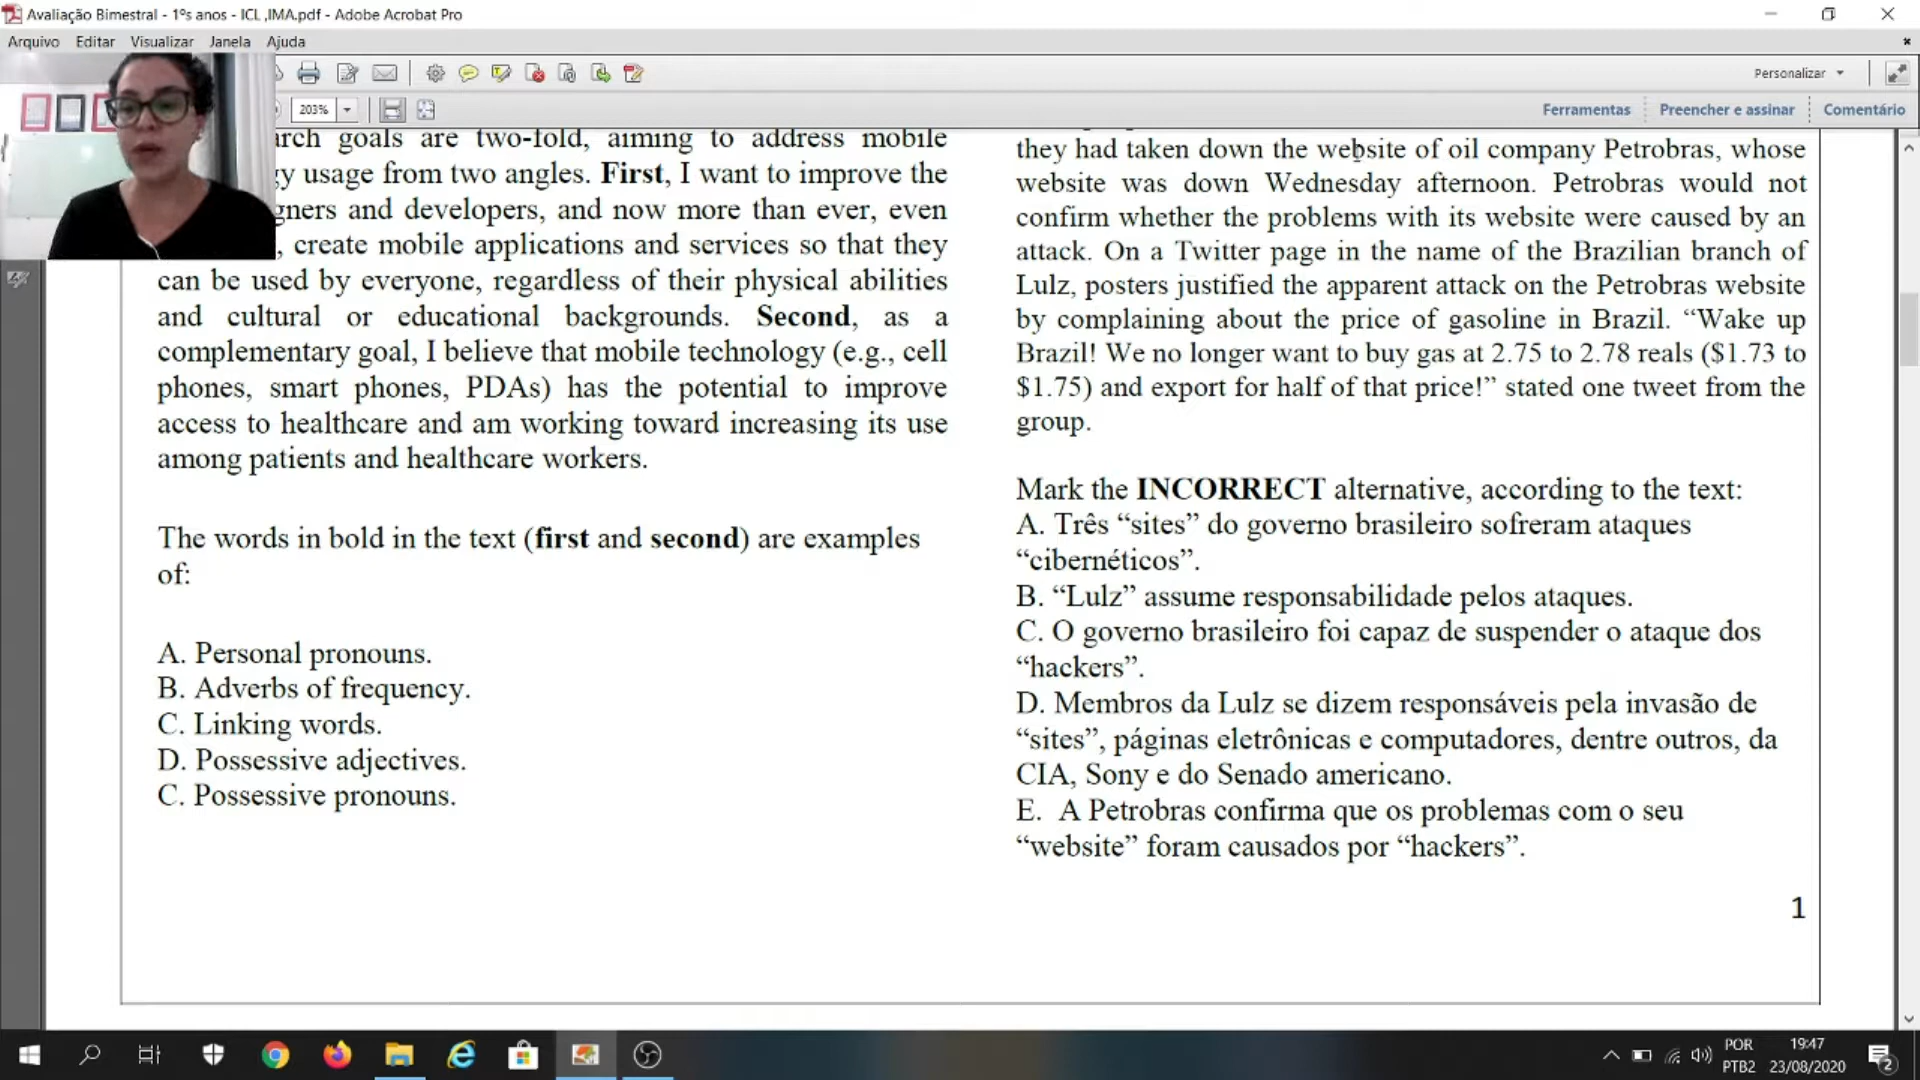 Avaliação Bimestral - 1ºs anos - ICL ,IMA.pdf - Adobe Acrobat Pro
Arquivo Editar Visualizar Janela Ajuda
Personalizar
203%
Ferramentas Preencher e assinar Comentário
goals are two-fold, aiming to address mobile
usage from two angles. First, I want to improve the
and developers, and now more than ever, even
, create mobile applications and services so that they
can be used by everyone, regardless of their physical abilities
and cultural or educational backgrounds. Second, as a
complementary goal, I believe that mobile technology (e.g., cell
phones, smart phones, PDAs) has the potential to improve
access to healthcare and am working toward increasing its use
among patients and healthcare workers.
The words in bold in the text (first and second) are examples
of:
A. Personal pronouns.
B. Adverbs of frequency.
C. Linking words.
D. Possessive adjectives.
C. Possessive pronouns.
they had taken down the website of oil company Petrobras, whose
website was down Wednesday afternoon. Petrobras would not
confirm whether the problems with its website were caused by an
attack. On a Twitter page in the name of the Brazilian branch of
Lulz, posters justified the apparent attack on the Petrobras website
by complaining about the price of gasoline in Brazil. “Wake up
Brazil! We no longer want to buy gas at 2.75 to 2.78 reals ($1.73 to
$1.75) and export for half of that price!” stated one tweet from the
group.
Mark the INCORRECT alternative, according to the text:
A. Três “sites” do governo brasileiro sofreram ataques
“cibernéticos”.
B. “Lulz” assume responsabilidade pelos ataques.
C. O governo brasileiro foi capaz de suspender o ataque dos
“hackers”.
D. Membros da Lulz se dizem responsáveis pela invasão de
“sites”, páginas eletrônicas e computadores, dentre outros, da
CIA, Sony e do Senado americano.
E. A Petrobras confirma que os problemas com o seu
“website” foram causados por “hackers”.
1
POR
PTB2
19:47
23/08/2020
2